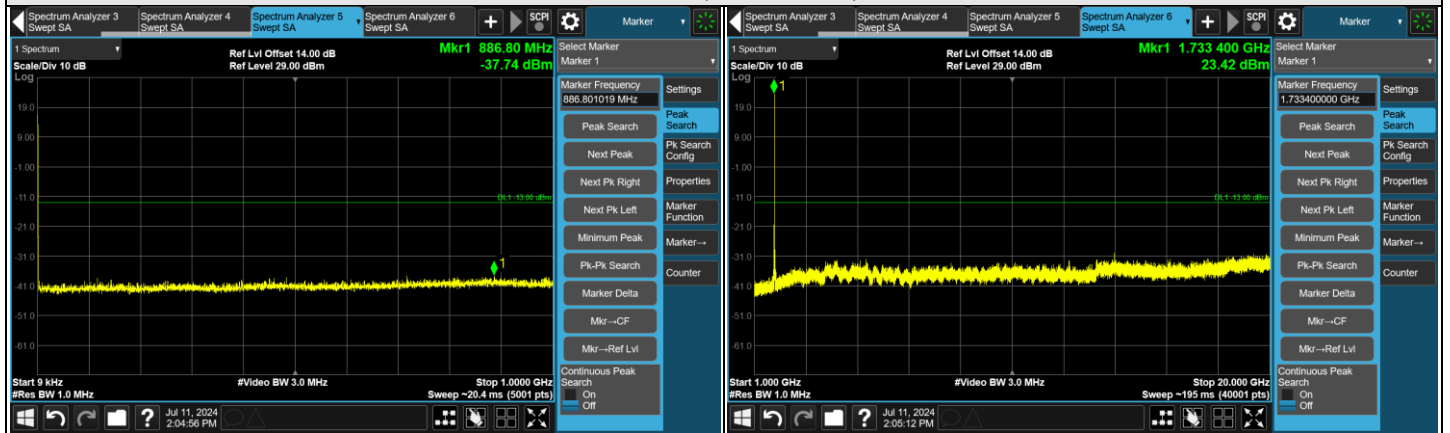 Spectrum Analyzer 3
Swept SA
Spectrum Analyzer 4
Swept SA
Spectrum Analyzer 5
Swept SA
Spectrum Analyzer 6
Swept SA
SCPI
Marker
1 Spectrum
Scale/Div 10 dB
Log
Ref Lvl Offset 14.00 dB
Ref Level 29.00 dBm
Mkr1 886.80 MHz
-37.74 dBm
Select Marker
Marker 1
Marker Frequency
886.801019 MHz
Peak Search
Next Peak
Next Pk Right
Next Pk Left
Minimum Peak
Pk-Pk Search
Marker Delta
Mkr→CF
Mkr→Ref Lvl
Continuous Peak
Search
On
Off
Settings
Peak
Search
Pk Search
Config
Properties
Marker
Function
Marker→
Counter
19.0
9.00
-1.00
-11.0
-21.0
-31.0
-41.0
-51.0
-61.0
DL1 -13.00 dBm
1
Start 9 kHz
#Res BW 1.0 MHz
#Video BW 3.0 MHz
Stop 1.0000 GHz
Sweep ~20.4 ms (5001 pts)
?
Jul 11, 2024
2:04:56 PM
Spectrum Analyzer 3
Swept SA
Spectrum Analyzer 4
Swept SA
Spectrum Analyzer 5
Swept SA
Spectrum Analyzer 6
Swept SA
SCPI
Marker
1 Spectrum
Scale/Div 10 dB
Log
Ref Lvl Offset 14.00 dB
Ref Level 29.00 dBm
Mkr1 1.733 400 GHz
23.42 dBm
Select Marker
Marker 1
Marker Frequency
1.733400000 GHz
Peak Search
Next Peak
Next Pk Right
Next Pk Left
Minimum Peak
Pk-Pk Search
Marker Delta
Mkr→CF
Mkr→Ref Lvl
Continuous Peak
Search
On
Off
Settings
Peak
Search
Pk Search
Config
Properties
Marker
Function
Marker→
Counter
19.0
9.00
-1.00
-11.0
-21.0
-31.0
-41.0
-51.0
-61.0
DL1 -13.00 dBm
1
Start 1.000 GHz
#Res BW 1.0 MHz
#Video BW 3.0 MHz
Stop 20.000 GHz
Sweep ~195 ms (40001 pts)
?
Jul 11, 2024
2:05:12 PM